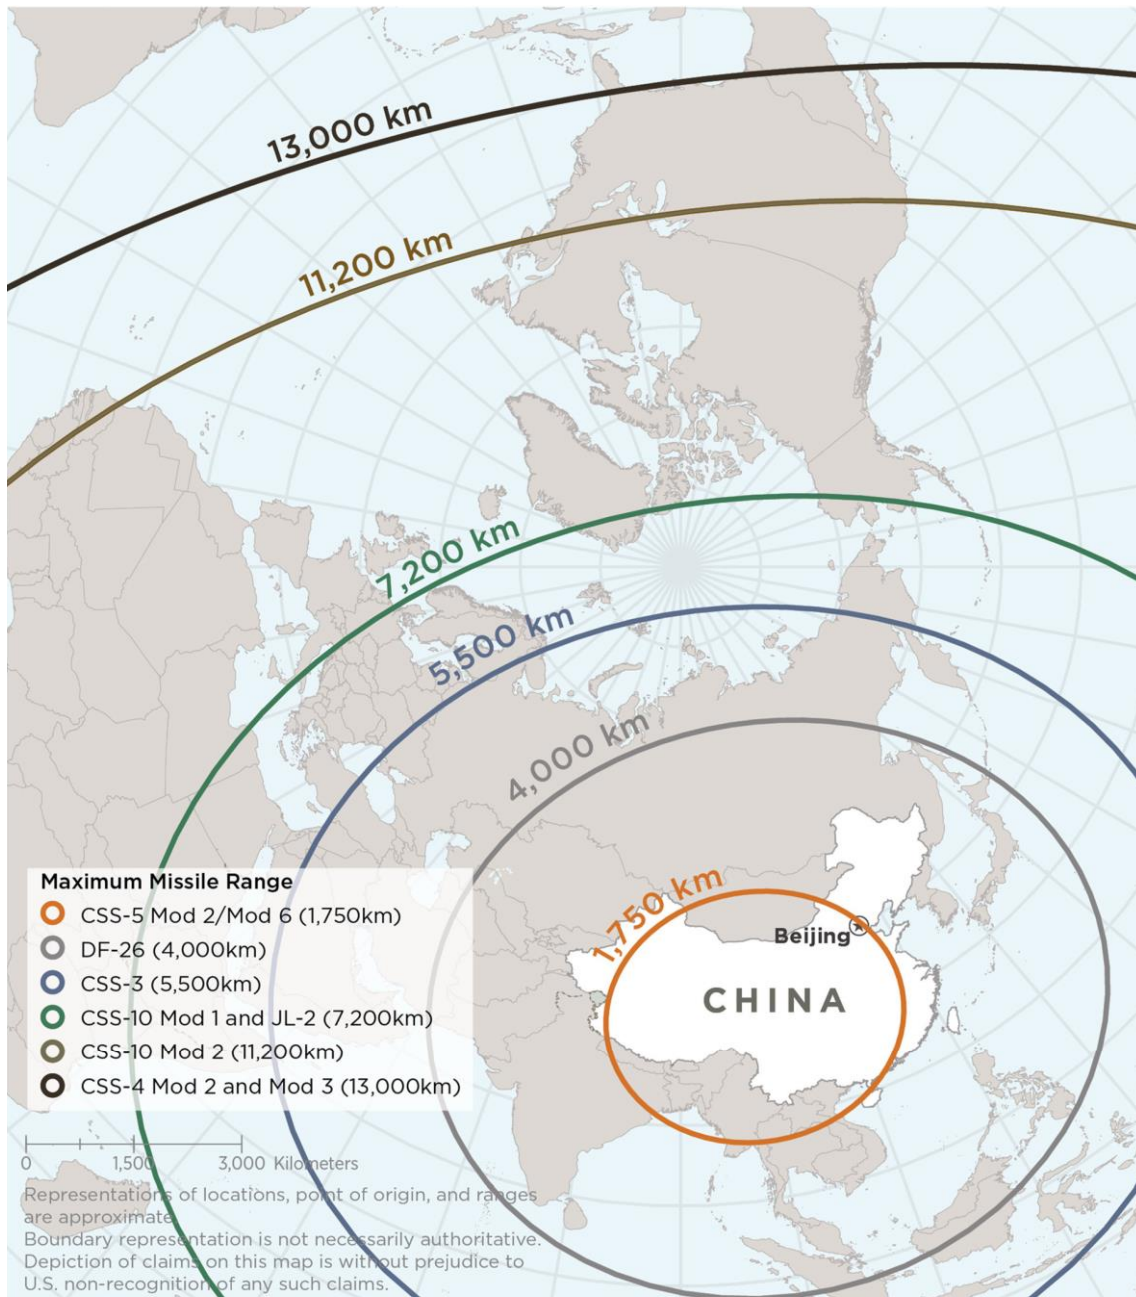 13,000 km
11,200 km
7,200 km
5,500 km
4,000 km
1,750 km
Beijing
CHINA
Maximum Missile Range
CSS-5 Mod 2/Mod 6 (1,750km)
DF-26 (4,000km)
CSS-3 (5,500km)
CSS-10 Mod 1 and JL-2 (7,200km)
CSS-10 Mod 2 (11,200km)
CSS-4 Mod 2 and Mod 3 (13,000km)
0 1,500 3,000 Kilometers
Representations of locations, point of origin, and ranges
are approximate.
Boundary representation is not necessarily authoritative.
Depiction of claims on this map is without prejudice to
U.S. non-recognition of any such claims.